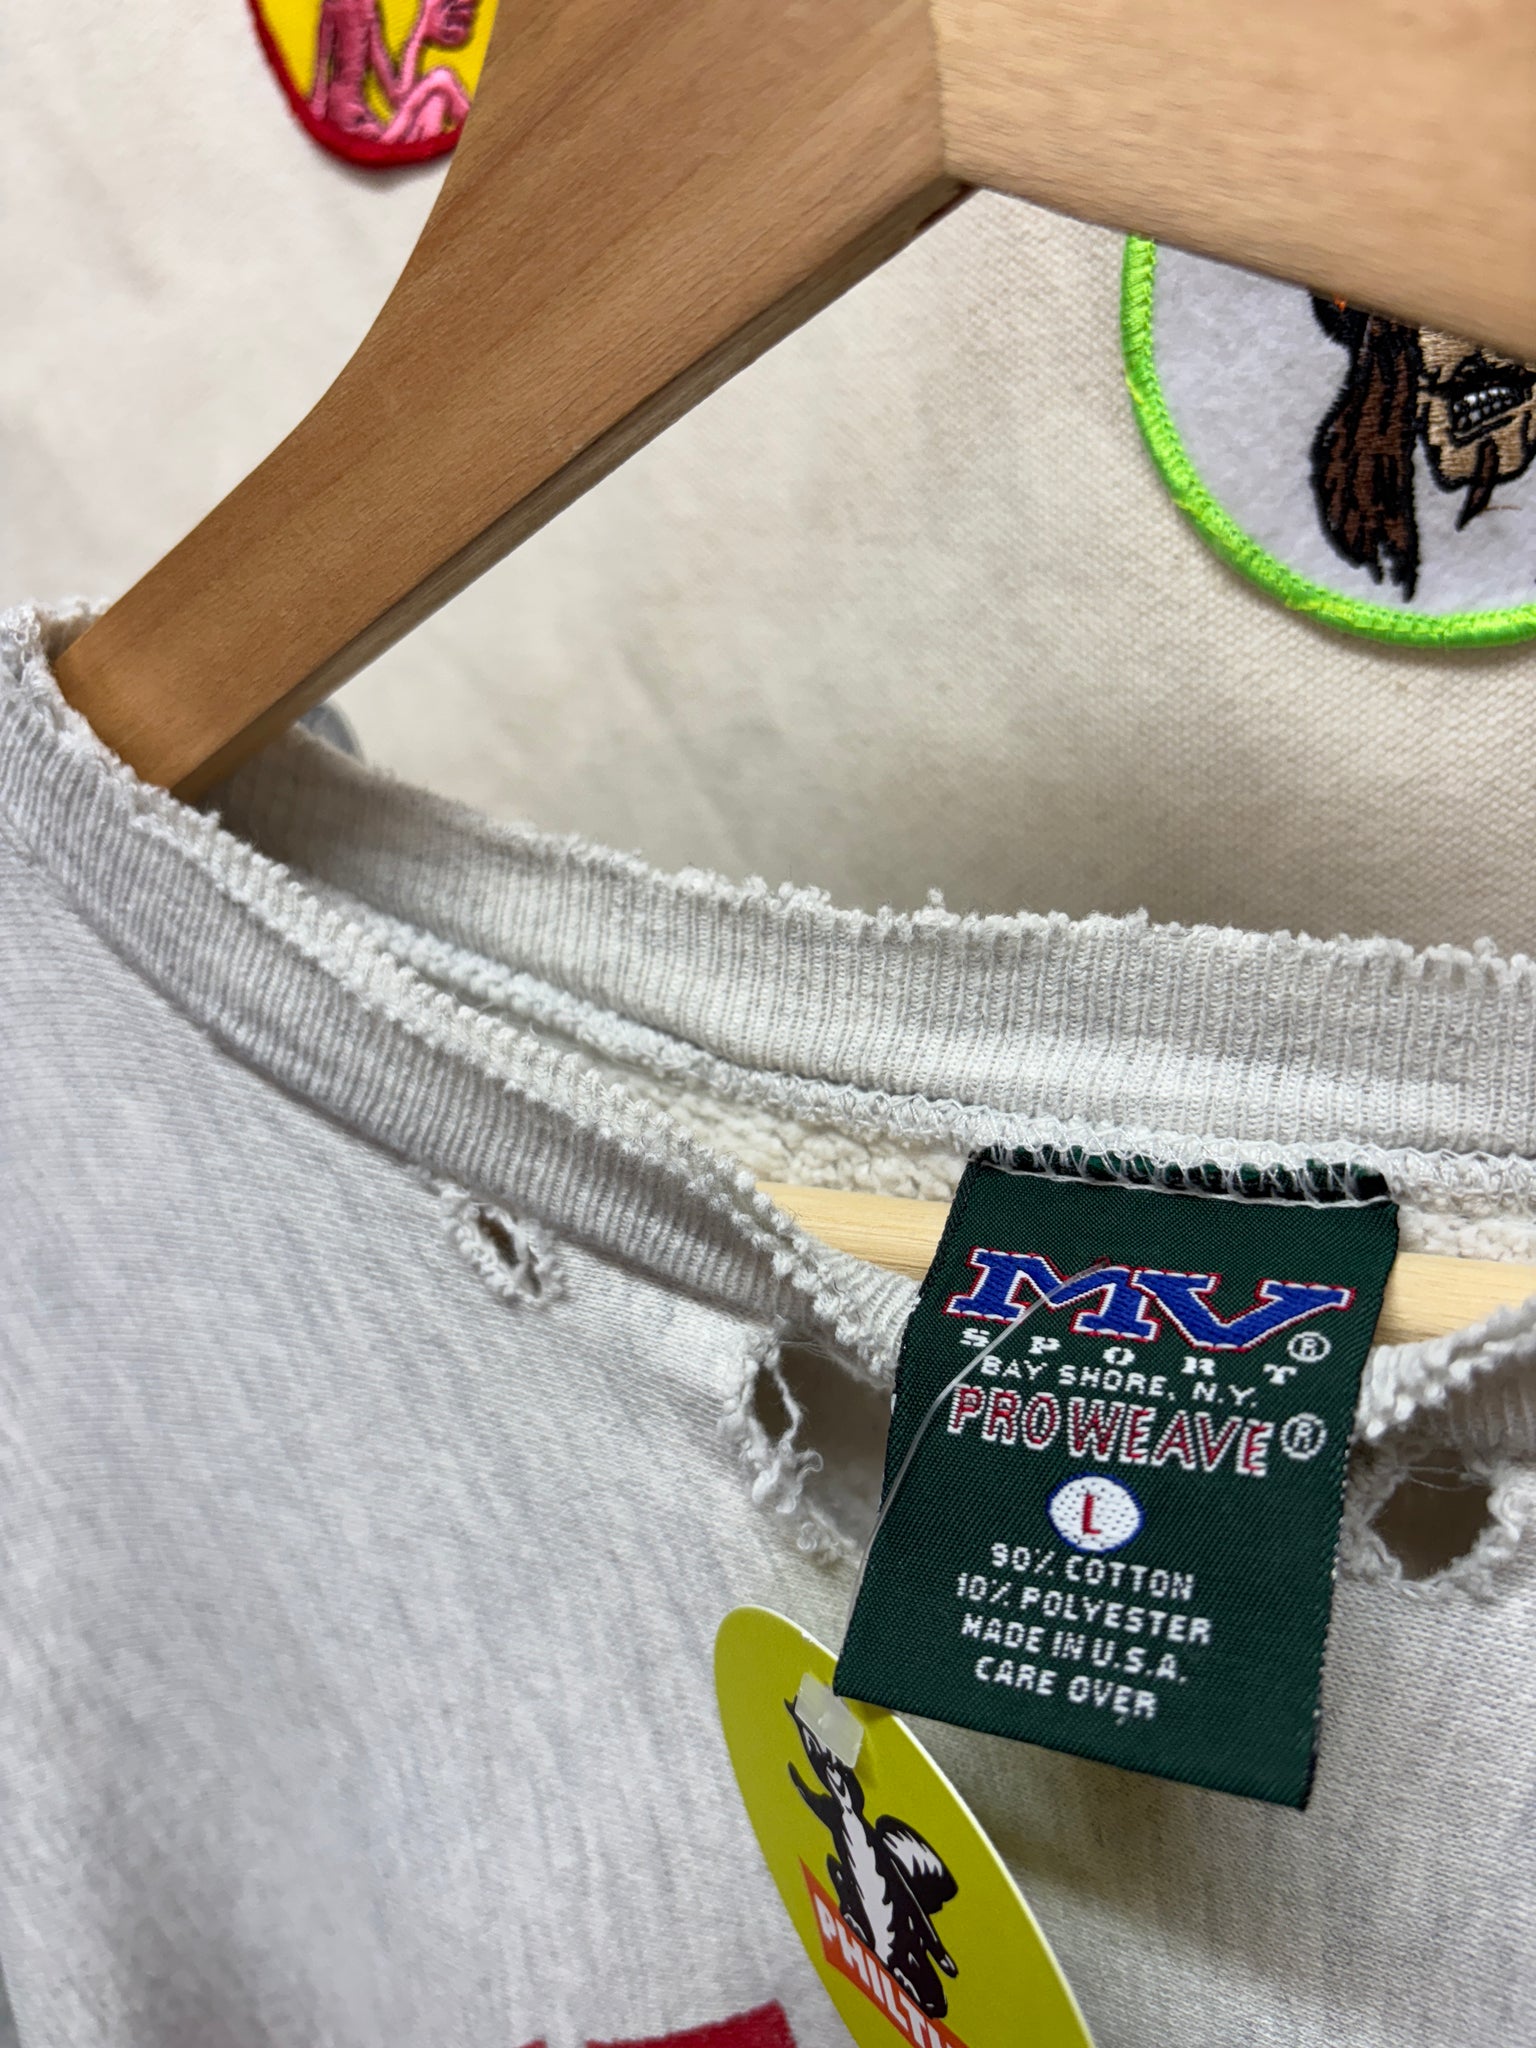 MV®
SPORT
BAY SHORE, N.Y.
PROWEAVE®
L
90% COTTON
10% POLYESTER
MADE IN U.S.A.
CARE OVER